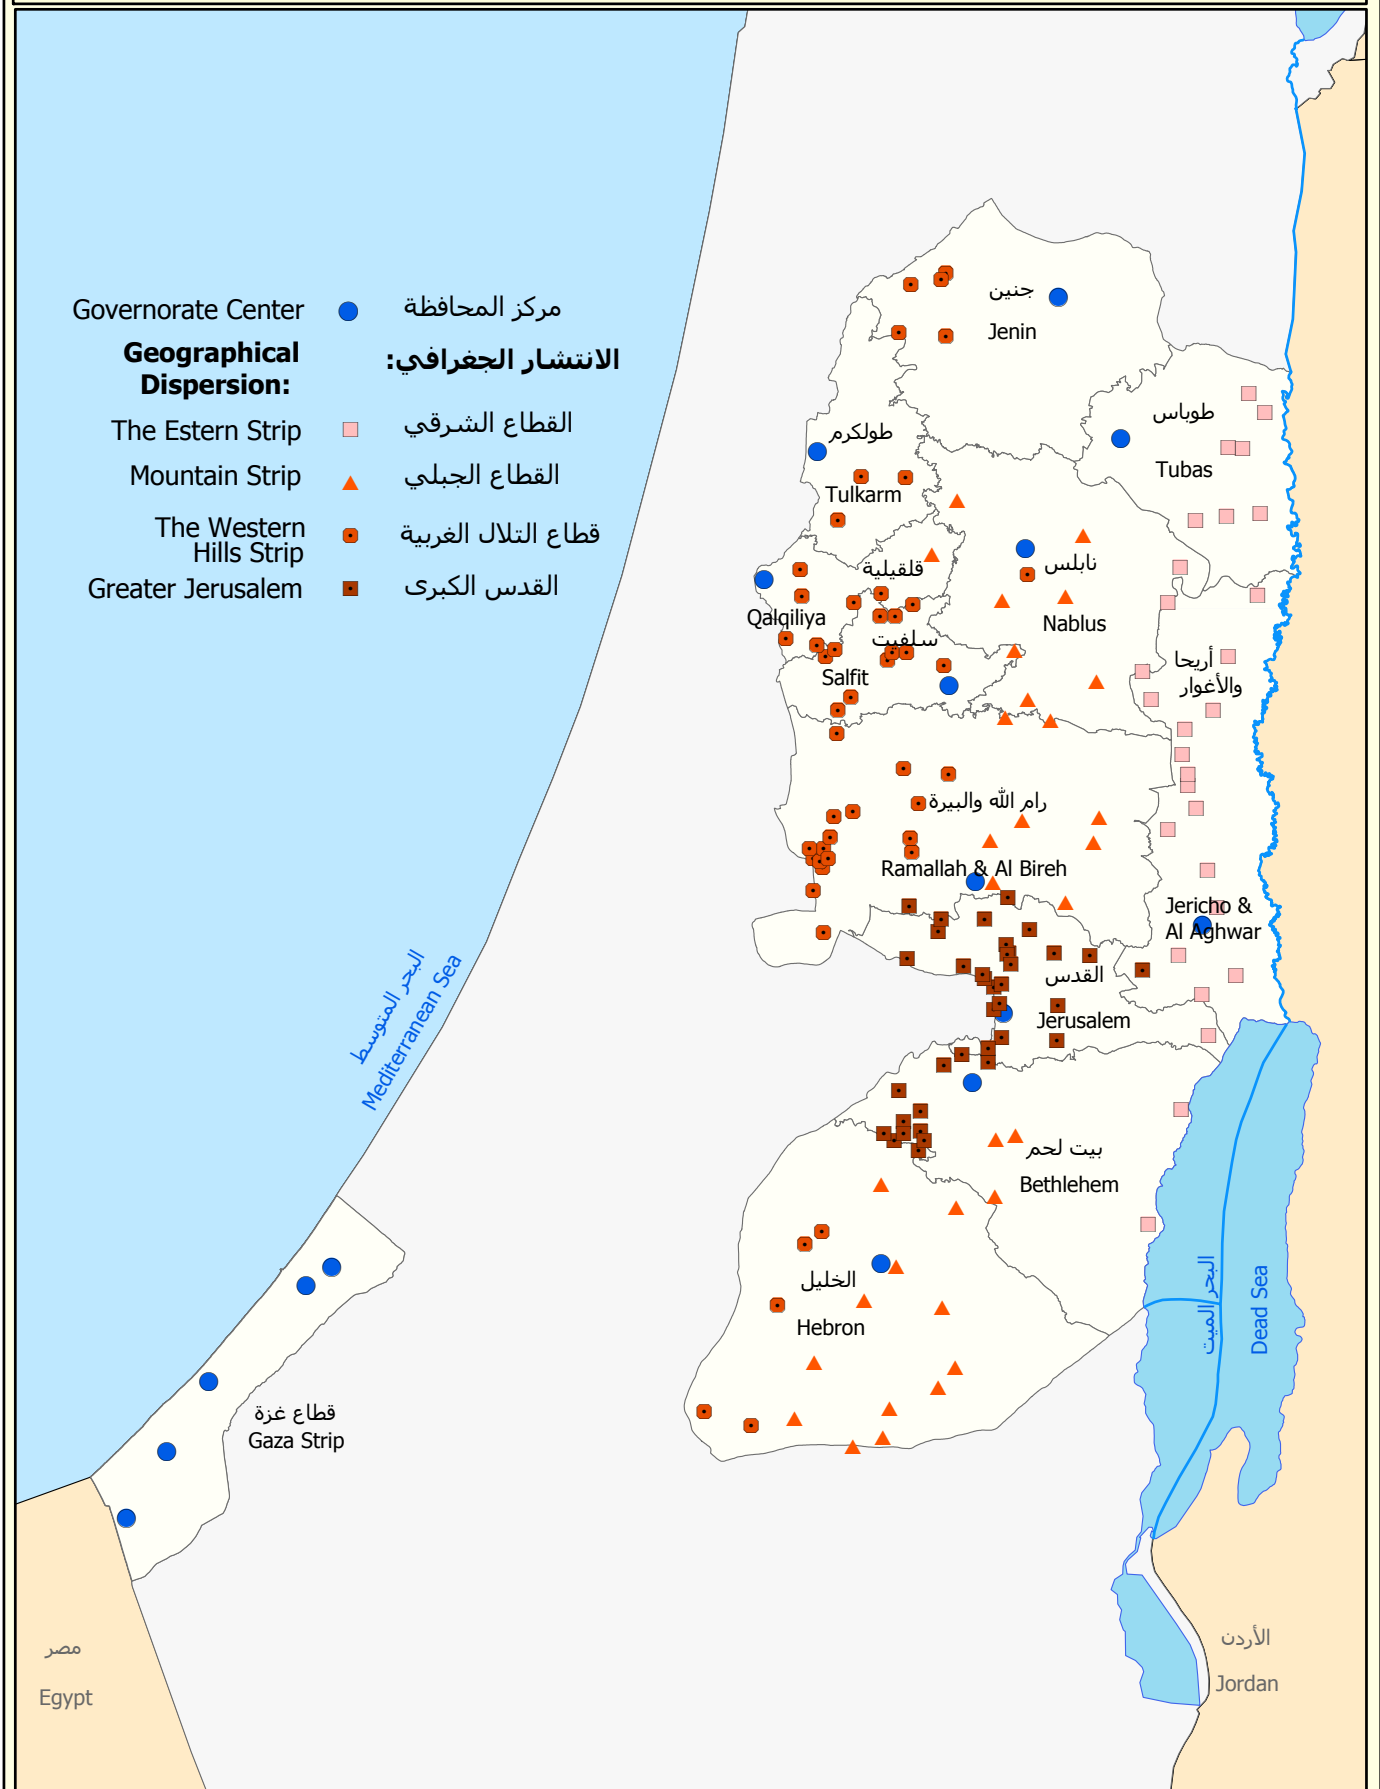 Governorate Center
مركز المحافظة
Geographical
Dispersion:
الانتشار الجغرافي:
The Estern Strip
القطاع الشرقي
Mountain Strip
القطاع الجبلي
The Western
Hills Strip
قطاع التلال الغربية
Greater Jerusalem
القدس الكبرى
جنين
Jenin
طوباس
Tubas
طولكرم
Tulkarm
نابلس
Nablus
قلقيلية
Qalqiliya
سلفيت
Salfit
أريحا
والأغوار
Jericho &
Al Aghwar
رام الله والبيرة
Ramallah & Al Bireh
القدس
Jerusalem
بيت لحم
Bethlehem
الخليل
Hebron
البحر المتوسط
Mediterranean Sea
البحر الميت
Dead Sea
قطاع غزة
Gaza Strip
مصر
Egypt
الأردن
Jordan